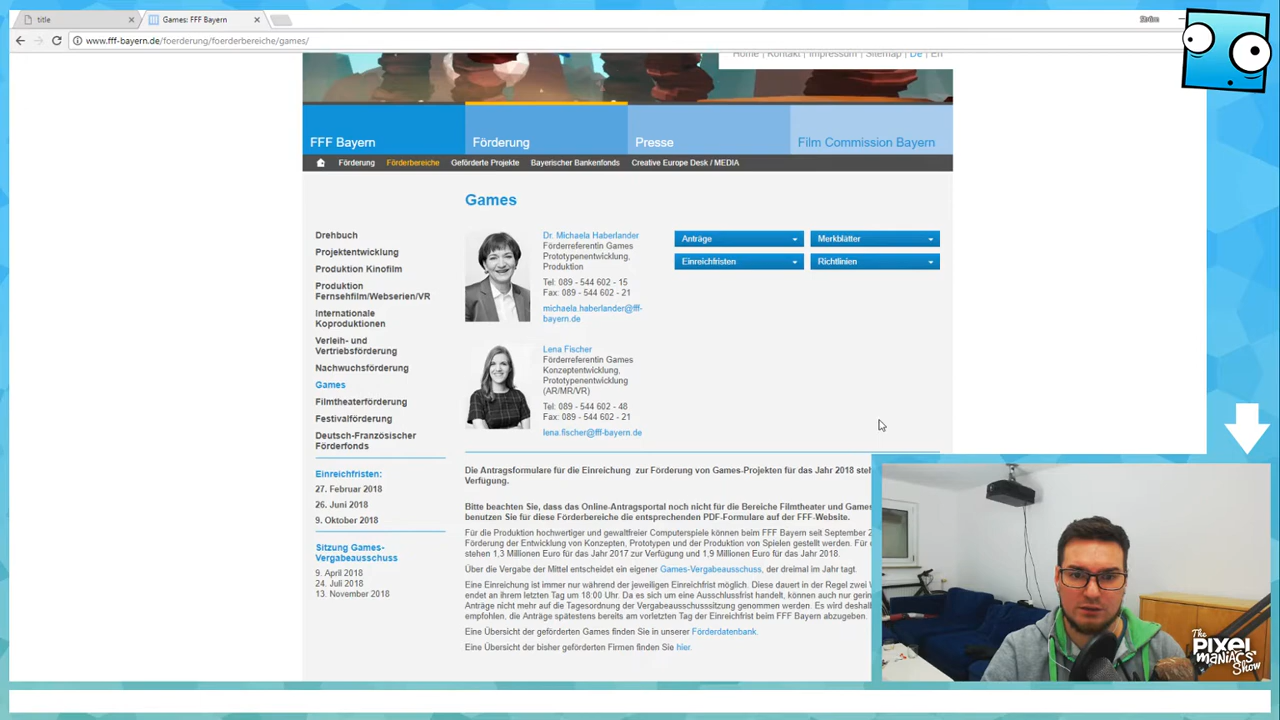 title
Games: FFF Bayern
www.fff-bayern.de/foerderung/foerderbereiche/games/
Home | Kontakt | Impressum | Sitemap | De | En
FFF Bayern
Förderung
Presse
Film Commission Bayern
Förderung
Förderbereiche
Geförderte Projekte
Bayerischer Bankenfonds
Creative Europe Desk / MEDIA
Games
Drehbuch
Projektentwicklung
Produktion Kinofilm
Produktion
Fernsehfilm/Webserien/VR
Internationale
Koproduktionen
Verleih- und
Vertriebsförderung
Nachwuchsförderung
Games
Filmtheaterförderung
Festivalförderung
Deutsch-Französischer
Förderfonds
Einreichfristen:
27. Februar 2018
26. Juni 2018
9. Oktober 2018
Sitzung Games-
Vergabeausschuss
9. April 2018
24. Juli 2018
13. November 2018
Dr. Michaela Haberlander
Förderreferentin Games
Prototypenentwicklung,
Produktion
Tel: 089 - 544 602 - 15
Fax: 089 - 544 602 - 21
michaela.haberlander@fff-
bayern.de
Lena Fischer
Förderreferentin Games
Konzeptentwicklung,
Prototypenentwicklung
(AR/MR/VR)
Tel: 089 - 544 602 - 48
Fax: 089 - 544 602 - 21
lena.fischer@fff-bayern.de
Anträge
Merkblätter
Einreichfristen
Richtlinien
Die Antragsformulare für die Einreichung zur Förderung von Games-Projekten für das Jahr 2018
Verfügung.
Bitte beachten Sie, dass das Online-Antragsportal noch nicht für die Bereiche Filmtheater und
benutzen Sie für diese Förderbereiche die entsprechenden PDF-Formulare auf der FFF-Website.
Für die Produktion hochwertiger und gewaltfreier Computerspiele können beim FFF Bayern seit September
Förderung der Entwicklung von Konzepten, Prototypen und der Produktion von Spielen gestellt werden. Für
stehen 1,3 Millionen Euro für das Jahr 2017 zur Verfügung und 1,9 Millionen Euro für das Jahr 2018.
Über die Vergabe der Mittel entscheidet ein eigener Games-Vergabeausschuss, der dreimal im Jahr tagt.
Eine Einreichung ist immer nur während der jeweiligen Einreichfrist möglich. Diese dauert in der Regel zwei
endet an ihrem letzten Tag um 18:00 Uhr. Da es sich um eine Ausschlussfrist handelt, können auch nur
Anträge nicht mehr auf die Tagesordnung der Vergabeausschusssitzung genommen werden. Es wird
empfohlen, die Anträge spätestens bereits am vorletzten Tag der Einreichfrist beim FFF Bayern abzugeben.
Eine Übersicht der geförderten Games finden Sie in unserer Förderdatenbank.
Eine Übersicht der bisher geförderten Firmen finden Sie hier.
The
PiXEL
MANiACS
Show